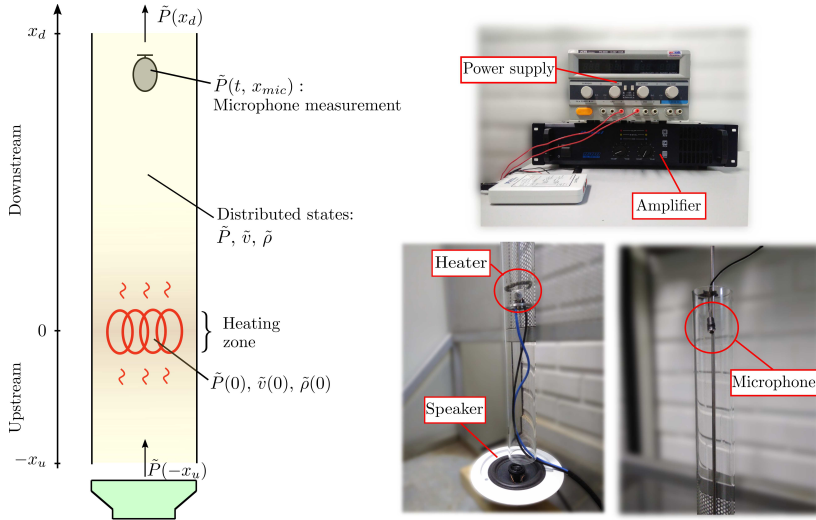 P̃(x_d)
x_d
P̃(t, x_mic) :
Microphone measurement
Downstream
Distributed states:
P̃, ṽ, ρ̃
0
Heating
zone
P̃(0), ṽ(0), ρ̃(0)
Upstream
−x_u
P̃(−x_u)
Power supply
Amplifier
Heater
Speaker
Microphone